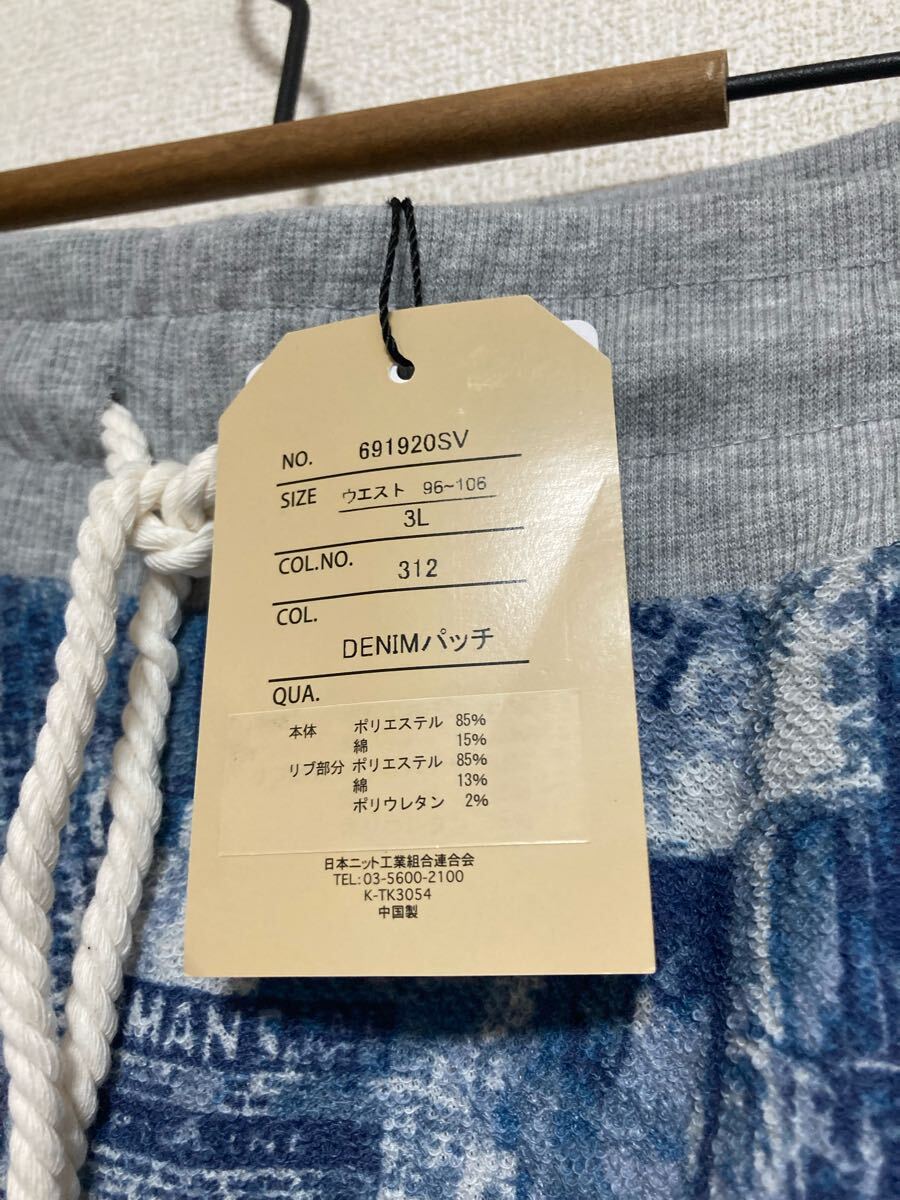 NO. 691920SV
SIZE ウエスト 96~106
3L
COL.NO.
312
COL.
DENIMパッチ
QUA.
本体 ポリエステル 85%
綿 15%
リブ部分 ポリエステル 85%
綿 13%
ポリウレタン 2%
日本ニット工業組合連合会
TEL:03-5600-2100
K-TK3054
中国製